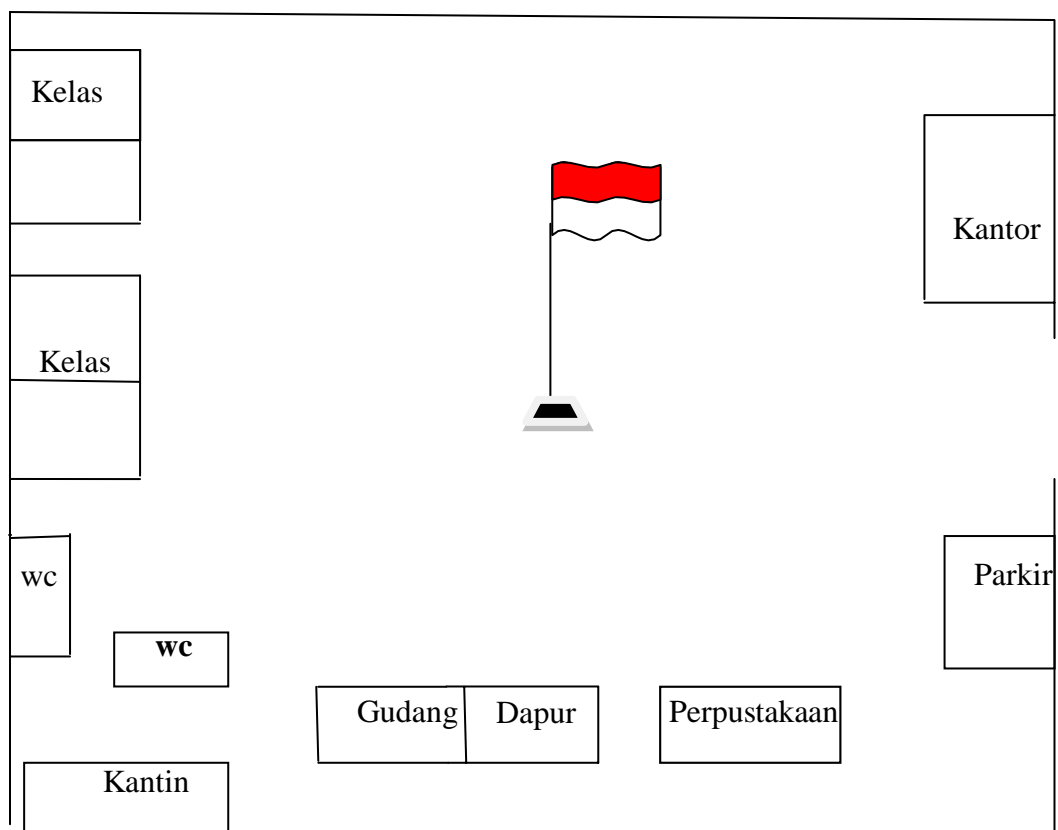 Kelas
Kantor
Kelas
wc
Parkir
wc
Gudang
Dapur
Perpustakaan
Kantin